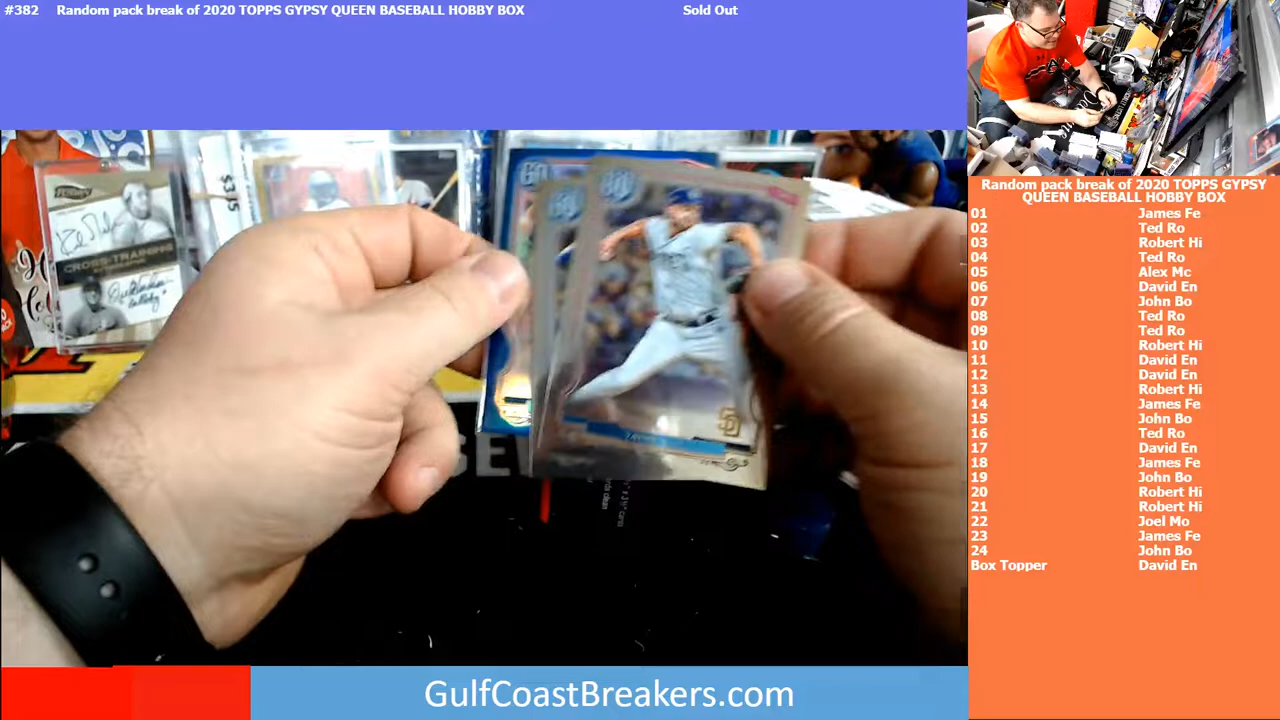 #382 Random pack break of 2020 TOPPS GYPSY QUEEN BASEBALL HOBBY BOX Sold Out
Random pack break of 2020 TOPPS GYPSY
QUEEN BASEBALL HOBBY BOX
01 James Fe
02 Ted Ro
03 Robert Hi
04 Ted Ro
05 Alex Mc
06 David En
07 John Bo
08 Ted Ro
09 Ted Ro
10 Robert Hi
11 David En
12 David En
13 Robert Hi
14 James Fe
15 John Bo
16 Ted Ro
17 David En
18 James Fe
19 John Bo
20 Robert Hi
21 Robert Hi
22 Joel Mo
23 James Fe
24 John Bo
Box Topper David En
$315
CROSS-TRAINING
SD
GulfCoastBreakers.com